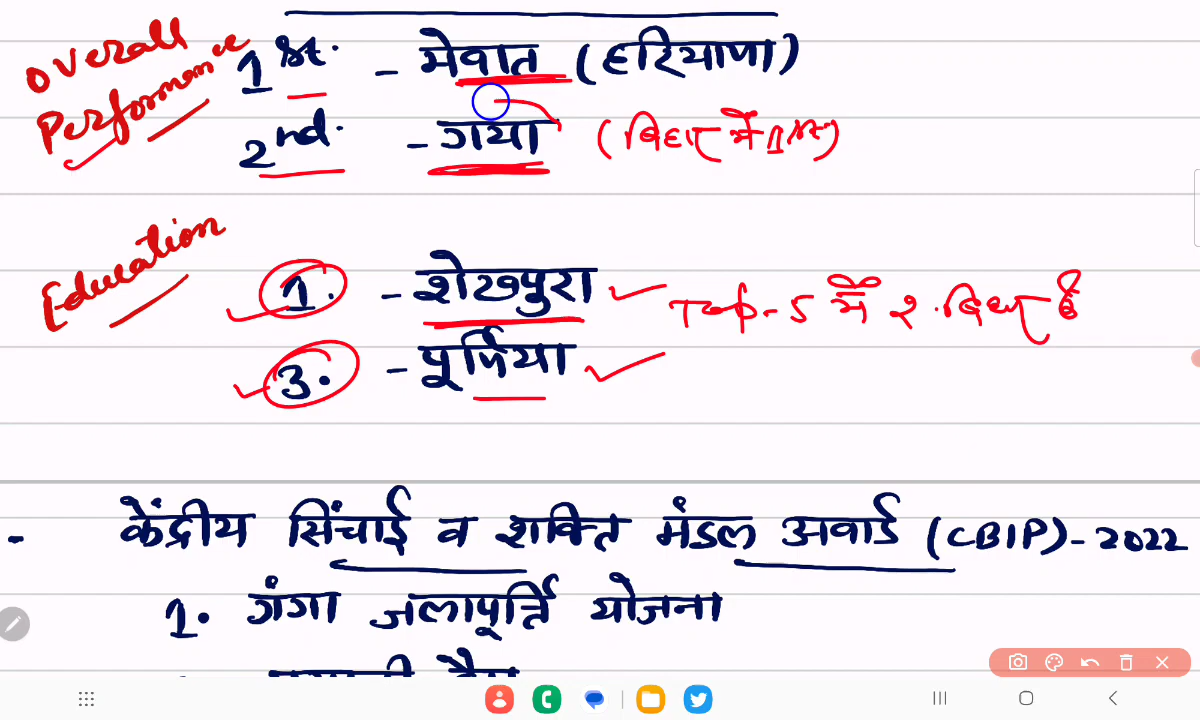 Overall Performance
1st. - मेवात (हरियाणा)
2nd. - गया (बिहार में 1st)
Education
1. - शेखपुरा Top-5 में 2. बिहार है
3. - पूर्णिया
- केंद्रीय सिंचाई व शक्ति मंडल अवार्ड (CBIP)-2022
1. गंगा जलापूर्ति योजना